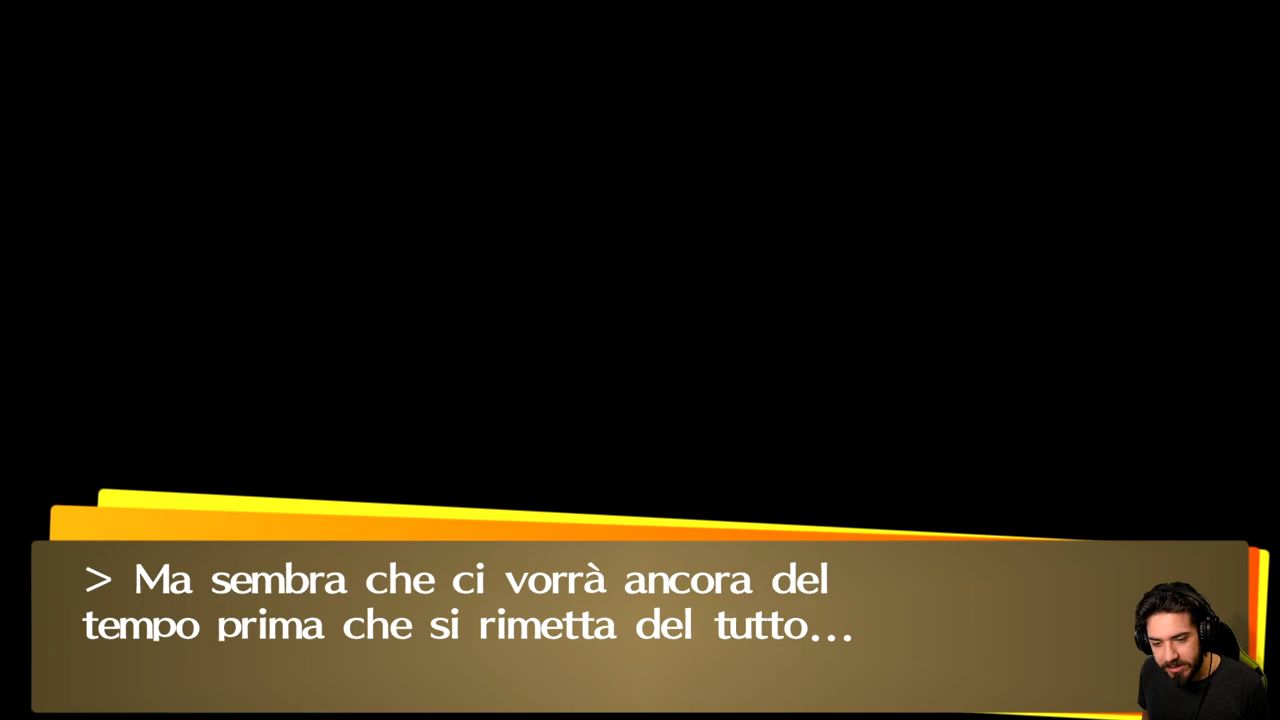 > Ma sembra che ci vorrà ancora del
tempo prima che si rimetta del tutto...